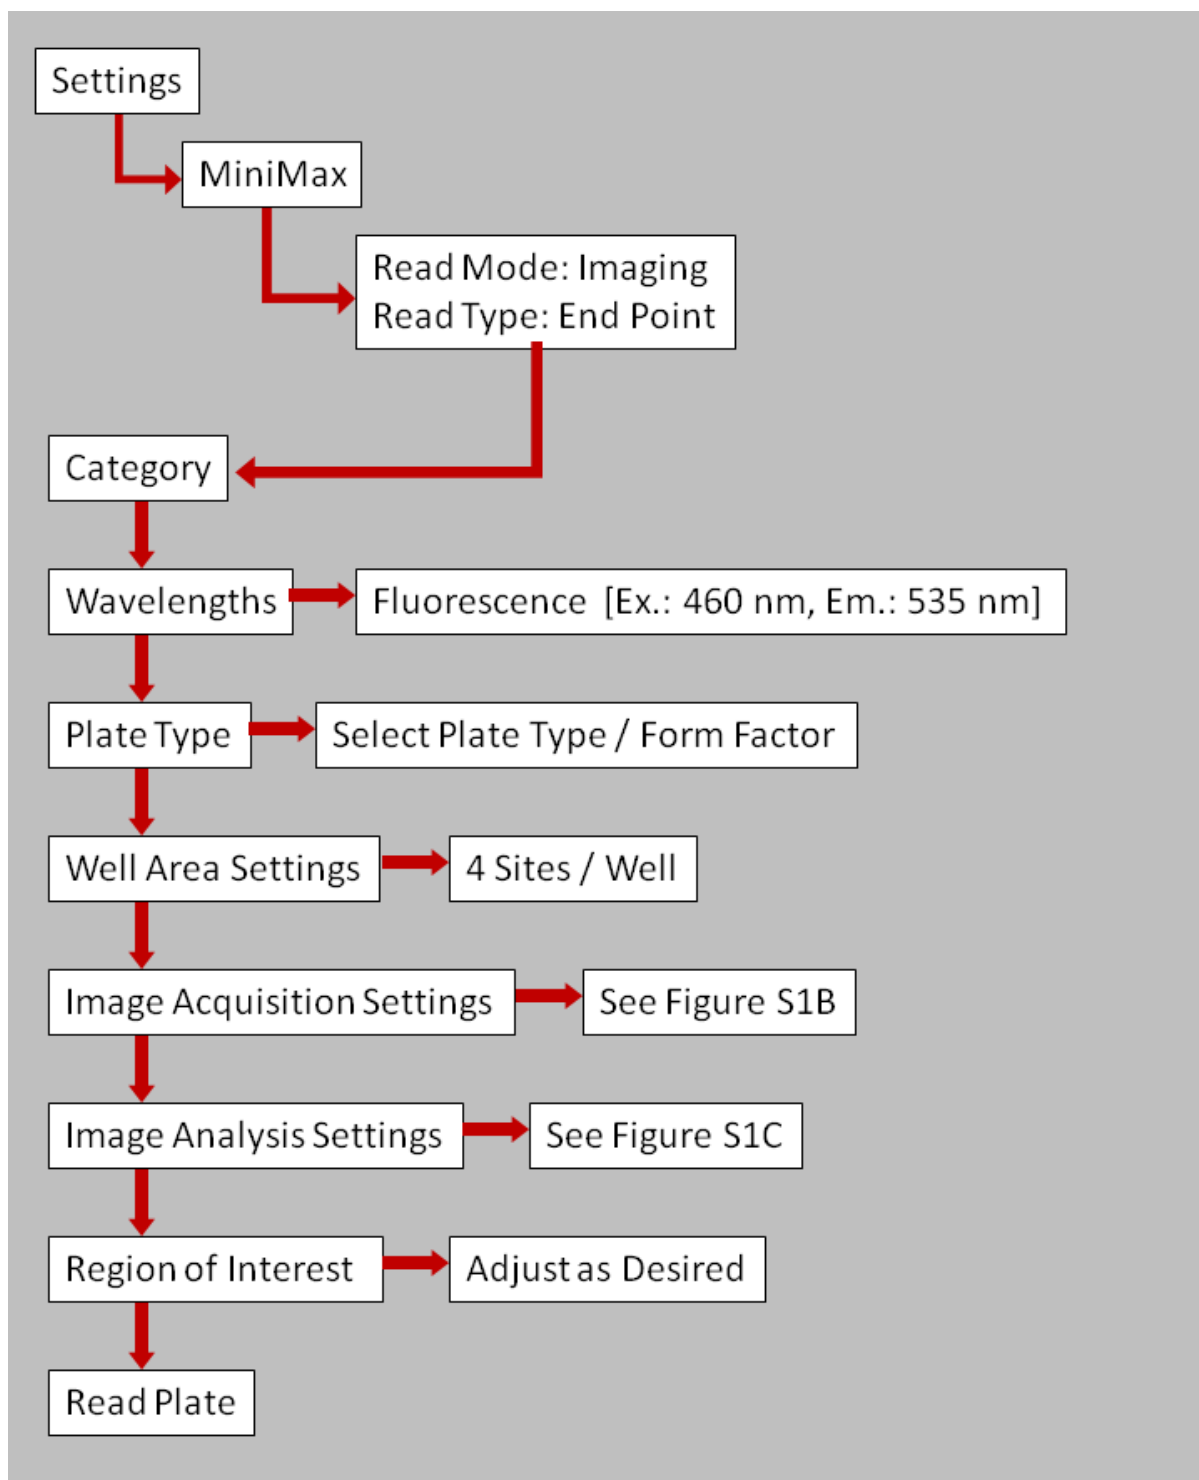 Settings
MiniMax
Read Mode: Imaging
Read Type: End Point
Category
Wavelengths
Fluorescence [Ex.: 460 nm, Em.: 535 nm]
Plate Type
Select Plate Type / Form Factor
Well Area Settings
4 Sites / Well
Image Acquisition Settings
See Figure S1B
Image Analysis Settings
See Figure S1C
Region of Interest
Adjust as Desired
Read Plate